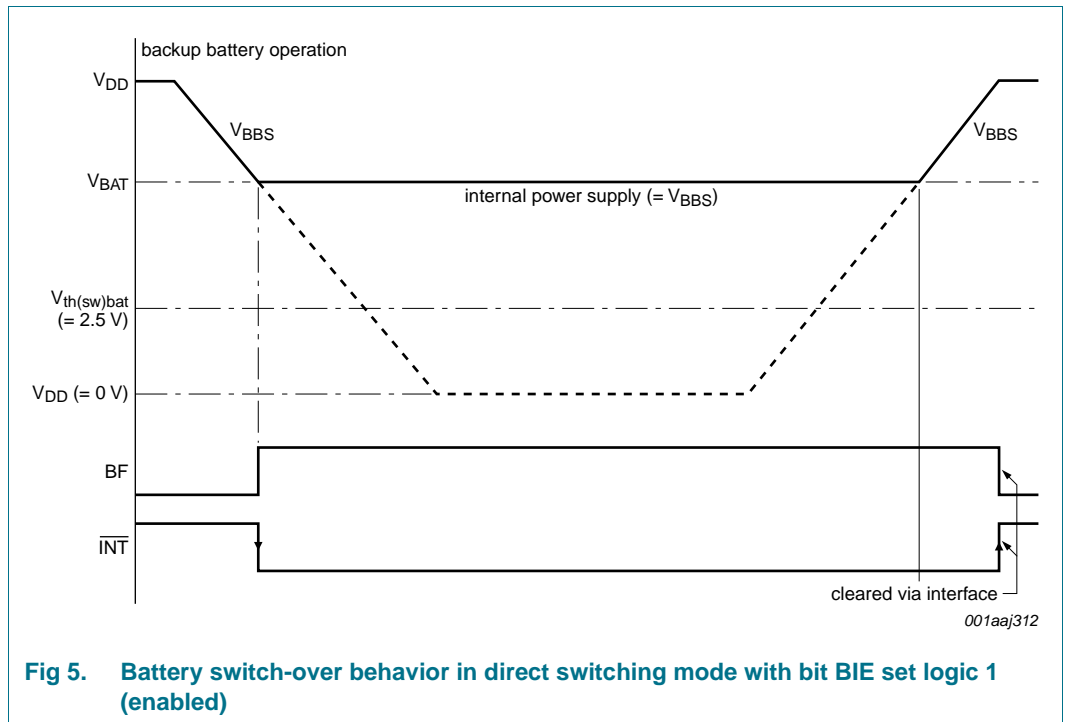 backup battery operation
VDD
VBBS
VBBS
VBAT
internal power supply (= VBBS)
Vth(sw)bat
(= 2.5 V)
VDD (= 0 V)
BF
INT
cleared via interface
001aaj312
Fig 5. Battery switch-over behavior in direct switching mode with bit BIE set logic 1
(enabled)